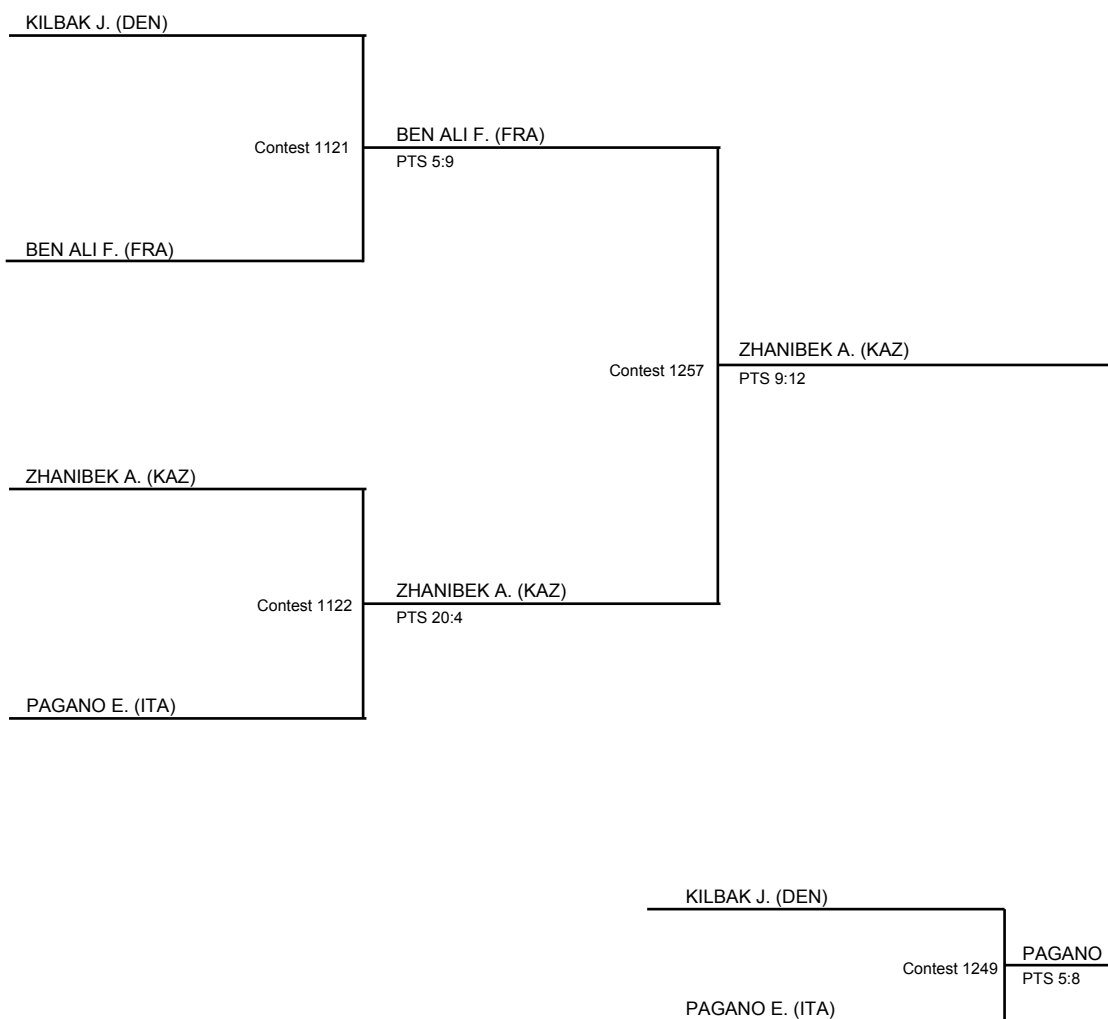 KILBAK J. (DEN)
Contest 1121
BEN ALI F. (FRA)
PTS 5:9
BEN ALI F. (FRA)
Contest 1257
ZHANIBEK A. (KAZ)
PTS 9:12
ZHANIBEK A. (KAZ)
Contest 1122
ZHANIBEK A. (KAZ)
PTS 20:4
PAGANO E. (ITA)
KILBAK J. (DEN)
Contest 1249
PAGANO
PTS 5:8
PAGANO E. (ITA)